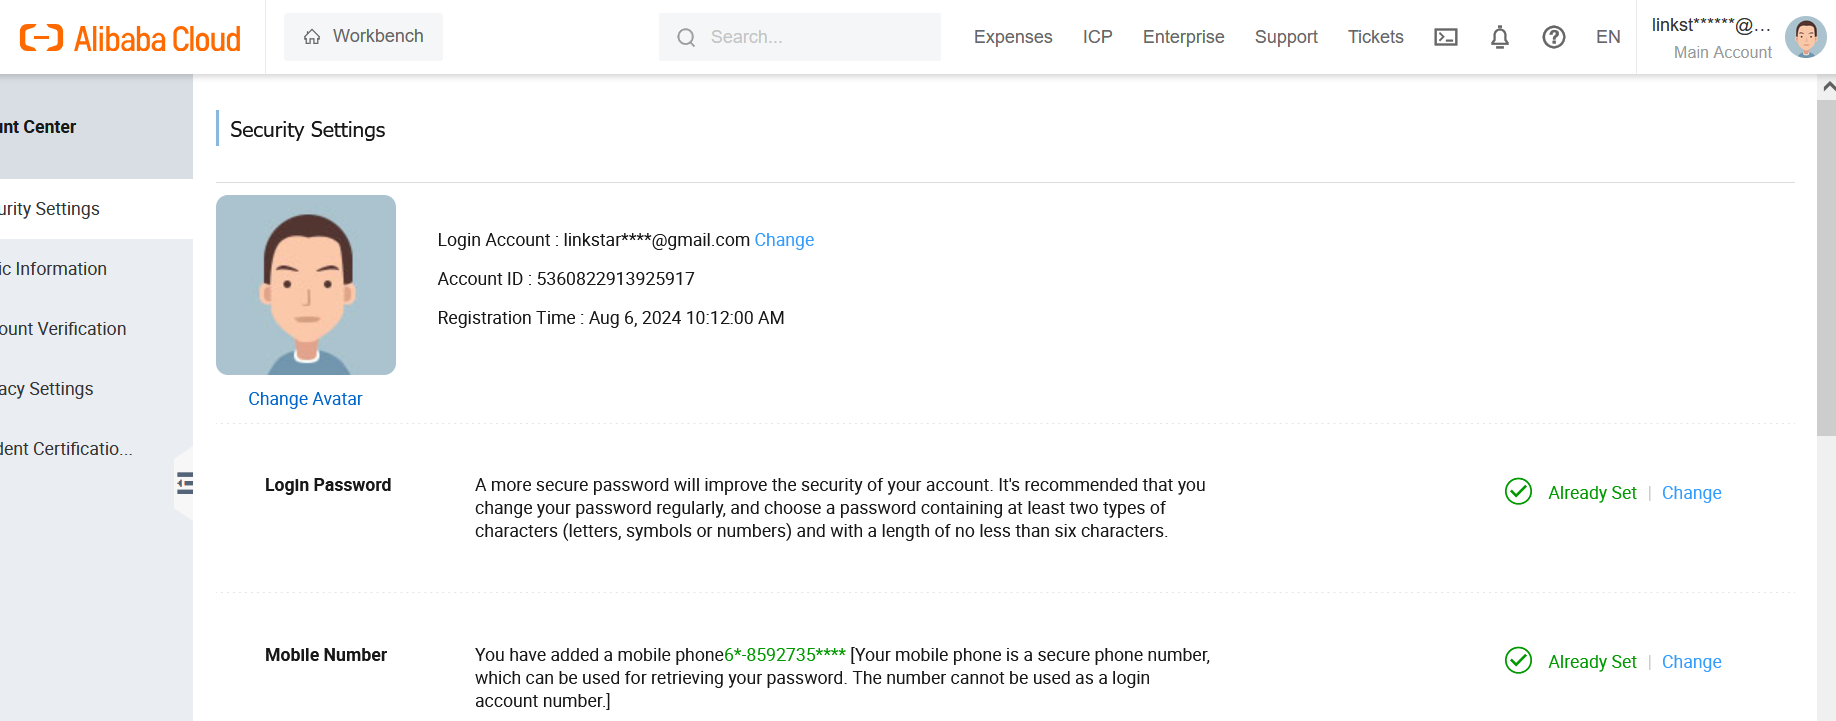 Alibaba Cloud
Workbench
Search...
Expenses
ICP
Enterprise
Support
Tickets
EN
linkst******@...
Main Account
unt Center
urity Settings
ic Information
ount Verification
acy Settings
dent Certificatio...
Security Settings
Login Account : linkstar****@gmail.com Change
Account ID : 5360822913925917
Registration Time : Aug 6, 2024 10:12:00 AM
Change Avatar
Login Password
A more secure password will improve the security of your account. It's recommended that you
change your password regularly, and choose a password containing at least two types of
characters (letters, symbols or numbers) and with a length of no less than six characters.
Already Set | Change
Mobile Number
You have added a mobile phone6*-8592735**** [Your mobile phone is a secure phone number,
which can be used for retrieving your password. The number cannot be used as a login
account number.]
Already Set | Change